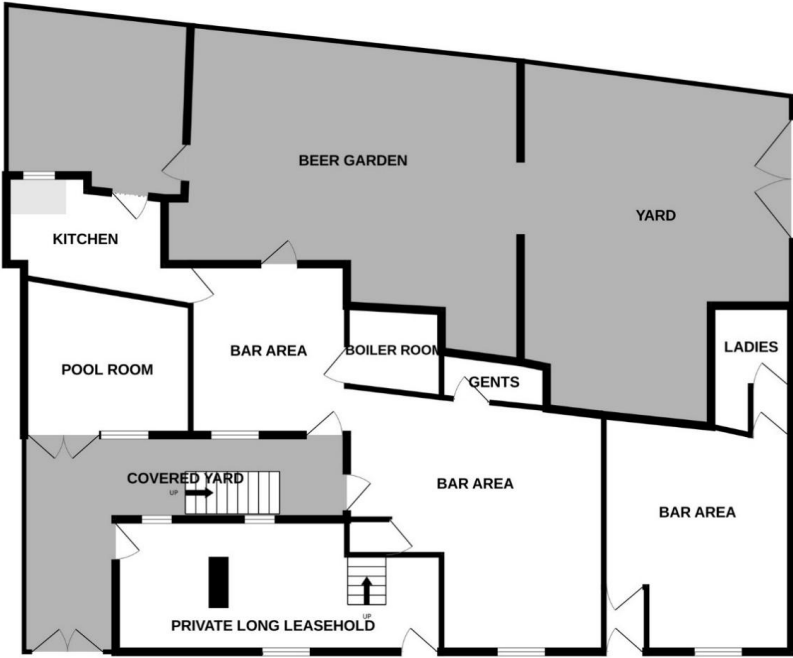 BEER GARDEN
YARD
KITCHEN
LADIES
BAR AREA
BOILER ROOM
POOL ROOM
GENTS
COVERED YARD
UP
BAR AREA
BAR AREA
UP
PRIVATE LONG LEASEHOLD